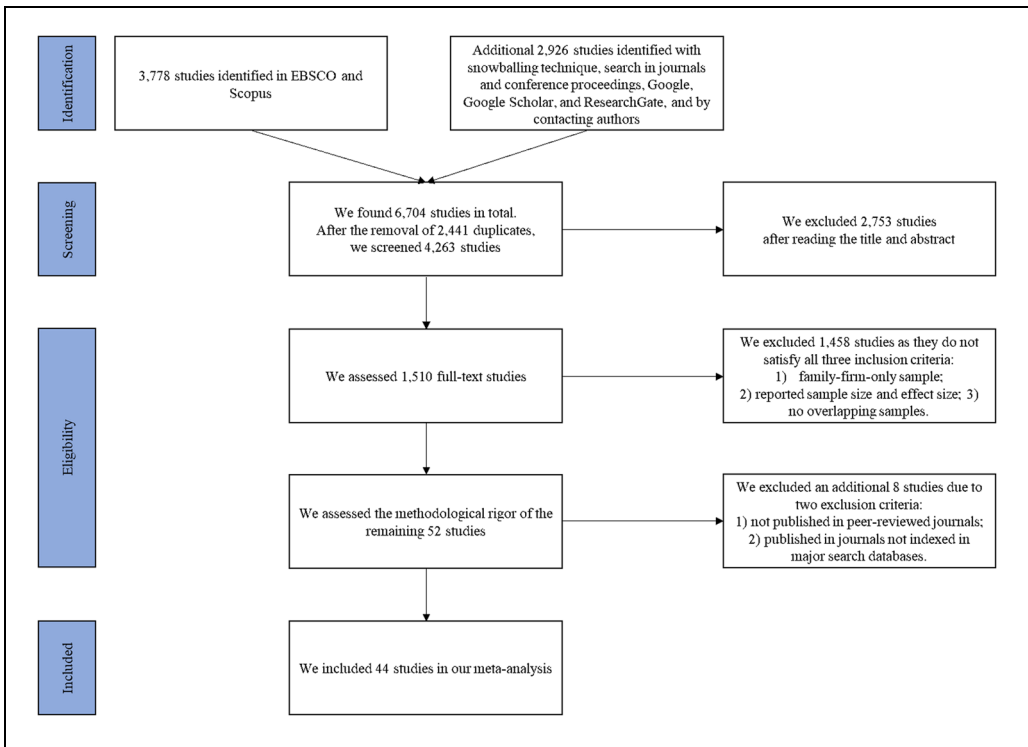 Identification
3,778 studies identified in EBSCO and
Scopus
Additional 2,926 studies identified with
snowballing technique, search in journals
and conference proceedings, Google,
Google Scholar, and ResearchGate, and by
contacting authors
Screening
We found 6,704 studies in total.
After the removal of 2,441 duplicates,
we screened 4,263 studies
We excluded 2,753 studies
after reading the title and abstract
Eligibility
We assessed 1,510 full-text studies
We excluded 1,458 studies as they do not
satisfy all three inclusion criteria:
1) family-firm-only sample;
2) reported sample size and effect size; 3)
no overlapping samples.
We assessed the methodological rigor of the
remaining 52 studies
We excluded an additional 8 studies due to
two exclusion criteria:
1) not published in peer-reviewed journals;
2) published in journals not indexed in
major search databases.
Included
We included 44 studies in our meta-analysis